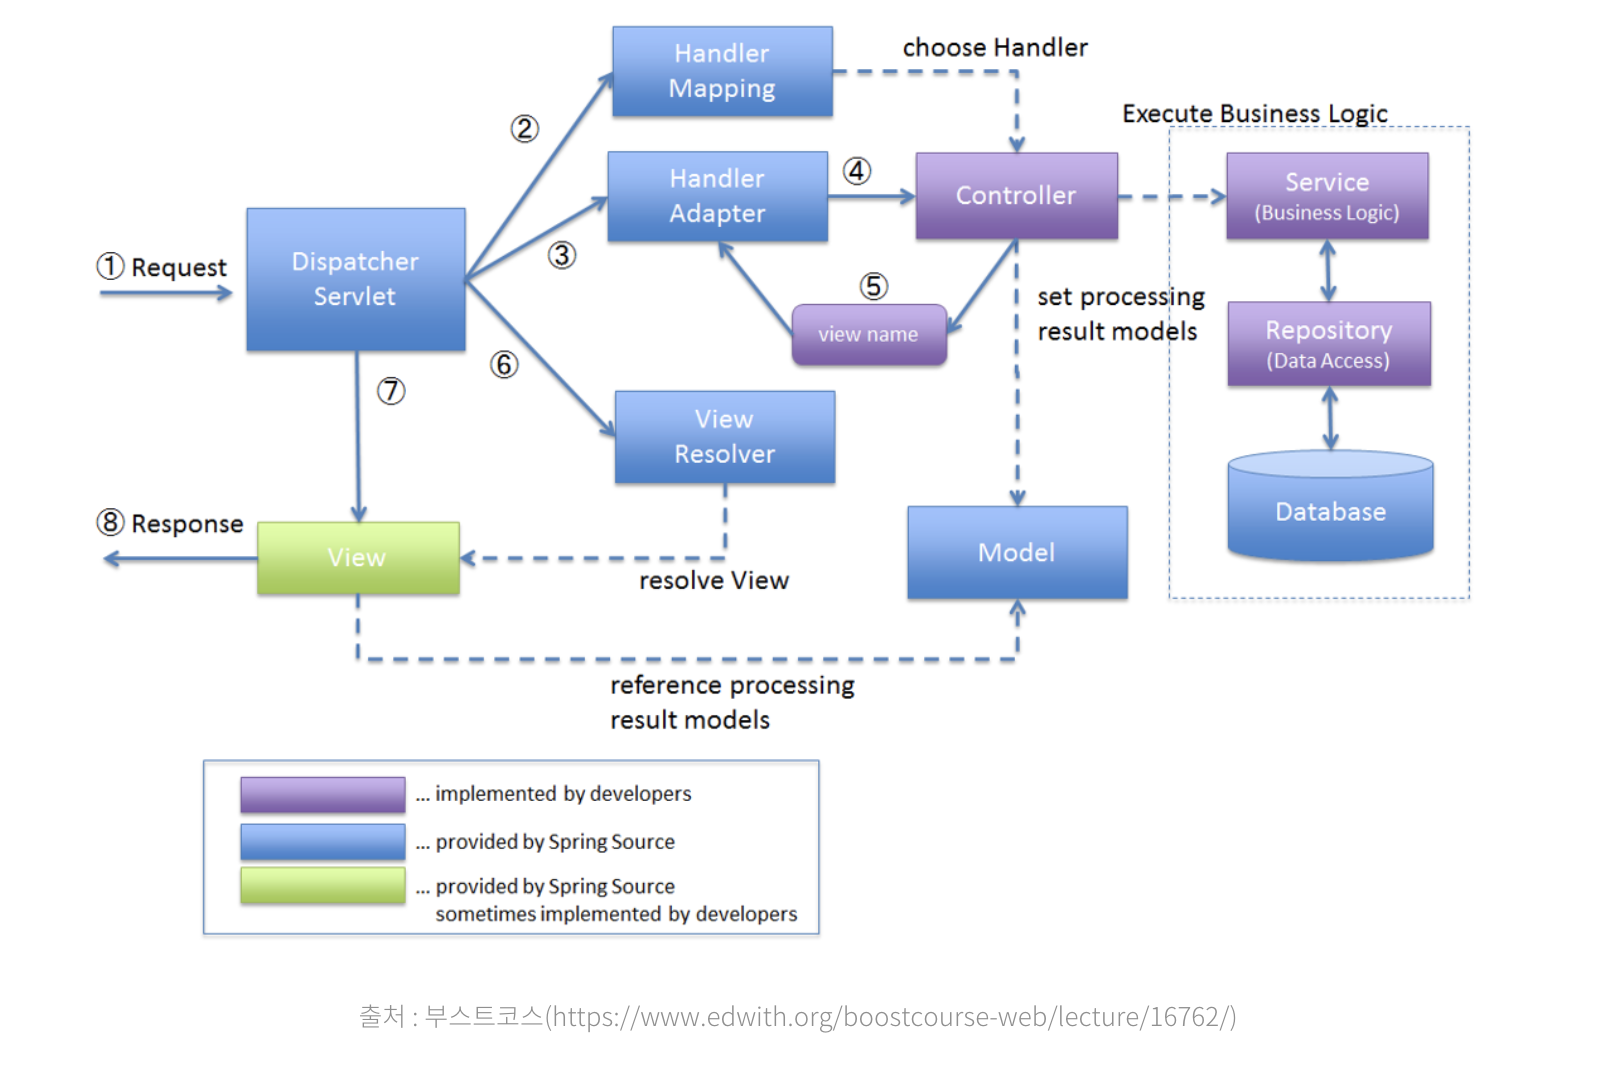 Handler
Mapping
choose Handler
Execute Business Logic
②
Handler
Adapter
④
Controller
Service
(Business Logic)
① Request
Dispatcher
Servlet
③
⑤
view name
set processing
result models
Repository
(Data Access)
⑥
⑦
View
Resolver
Database
⑧ Response
View
resolve View
Model
reference processing
result models
... implemented by developers
... provided by Spring Source
... provided by Spring Source
sometimes implemented by developers
출처 : 부스트코스(https://www.edwith.org/boostcourse-web/lecture/16762/)